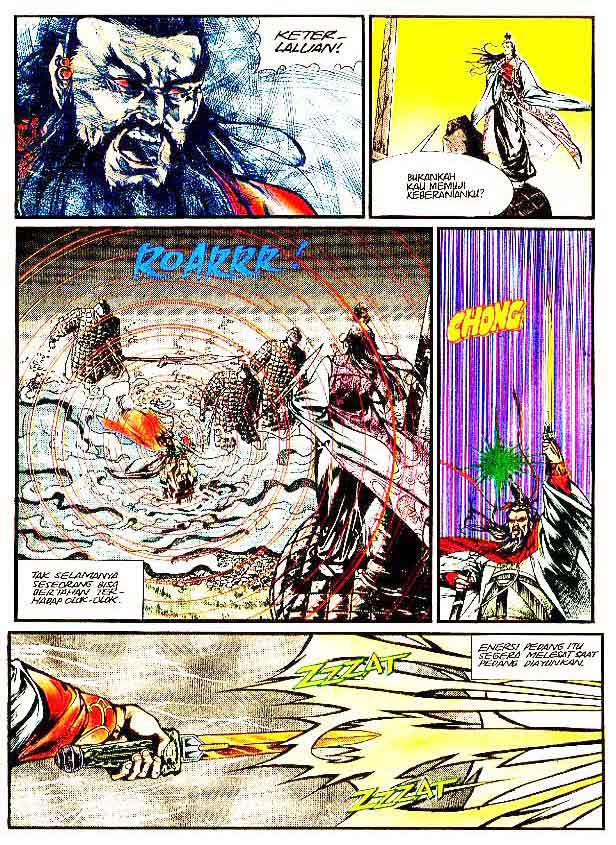 KETER-
LALUAN!
BUKANKAH
KAU MEMUJI
KEBERANIANKU?
ROARRR!
CHONG
TAK SELAMANYA
SESEORANG BISA
BERTAHAN TER-
HADAP OLOK-OLOK.
ENERSI PEDANG ITU
SEGERA MELESAT SAAT
PEDANG DIAYUNKAN.
ZZZAT
ZZZAT